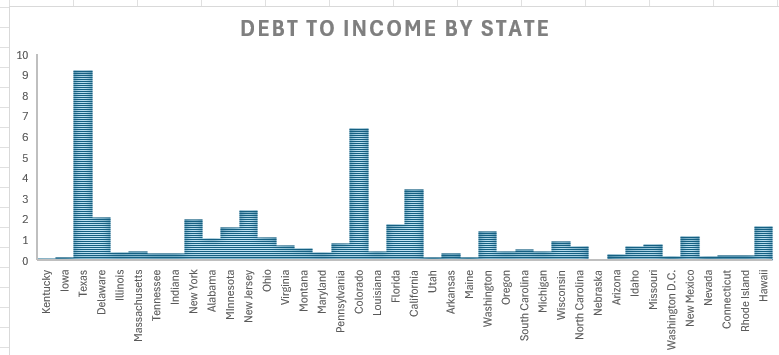 DEBT TO INCOME BY STATE
10
9
8
7
6
5
4
3
2
1
0
Kentucky
Iowa
Texas
Delaware
Illinois
Massachusetts
Tennessee
Indiana
New York
Alabama
MInnesota
New Jersey
Ohio
Virginia
Montana
Maryland
Pennsylvania
Colorado
Louisiana
Florida
California
Utah
Arkansas
Maine
Washington
Oregon
South Carolina
Michigan
Wisconsin
North Carolina
Nebraska
Arizona
Idaho
Missouri
Washington D.C.
New Mexico
Nevada
Connecticut
Rhode Island
Hawaii